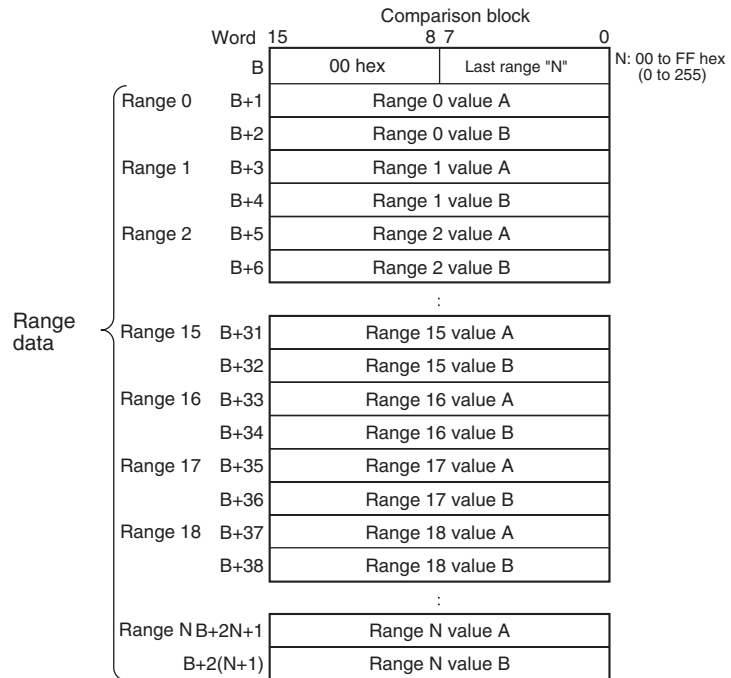 Comparison block
Word 15 8 7 0
B 00 hex Last range "N" N: 00 to FF hex
(0 to 255)
Range 0 B+1 Range 0 value A
B+2 Range 0 value B
Range 1 B+3 Range 1 value A
B+4 Range 1 value B
Range 2 B+5 Range 2 value A
B+6 Range 2 value B
:
Range data
Range 15 B+31 Range 15 value A
B+32 Range 15 value B
Range 16 B+33 Range 16 value A
B+34 Range 16 value B
Range 17 B+35 Range 17 value A
B+36 Range 17 value B
Range 18 B+37 Range 18 value A
B+38 Range 18 value B
:
Range N B+2N+1 Range N value A
B+2(N+1) Range N value B